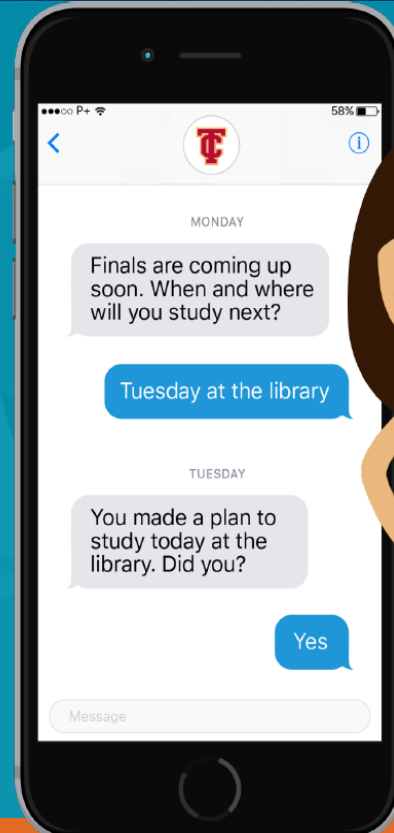 P+ 58%
TC
MONDAY
Finals are coming up
soon. When and where
will you study next?
Tuesday at the library
TUESDAY
You made a plan to
study today at the
library. Did you?
Yes
Message